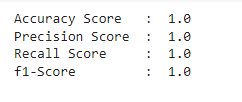 Accuracy Score   :  1.0
Precision Score  :  1.0
Recall Score     :  1.0
f1-Score         :  1.0